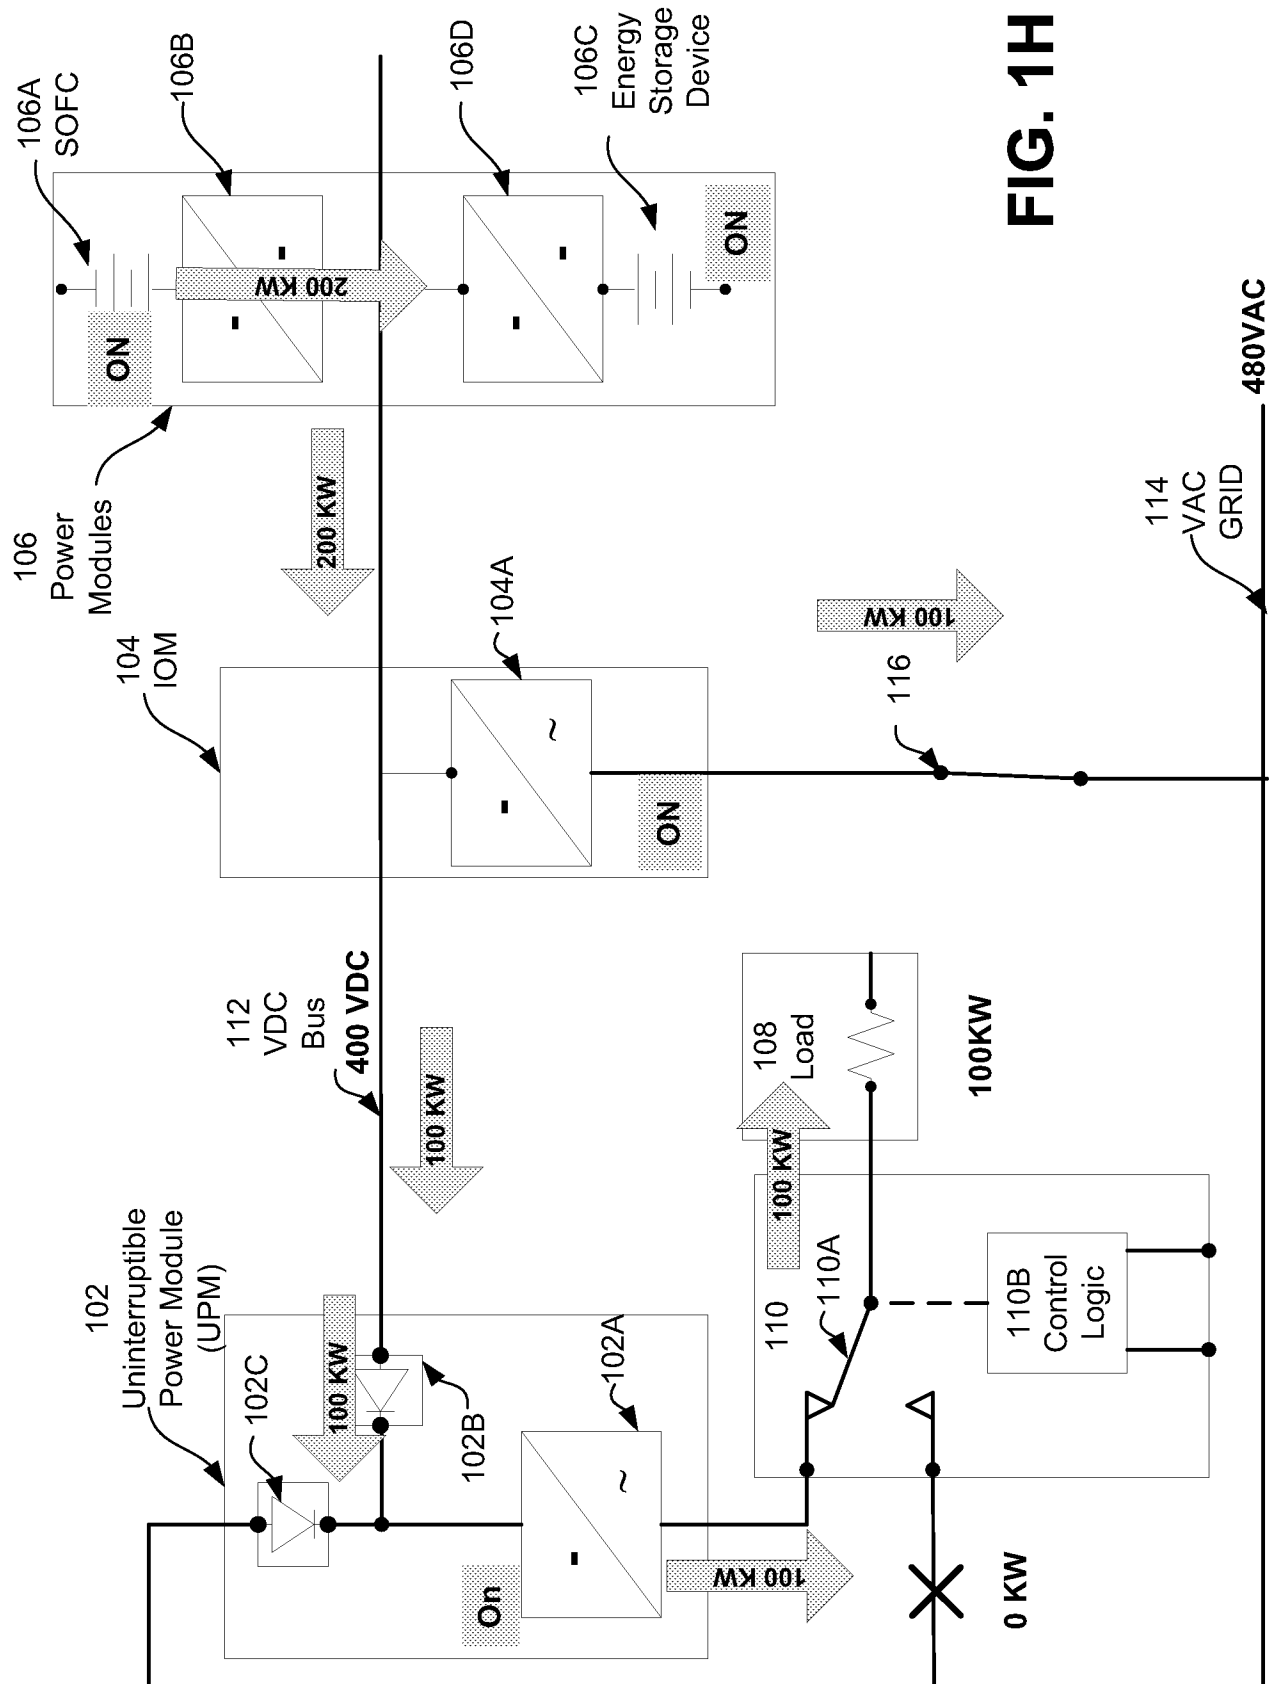 102
Uninterruptible
Power Module
(UPM)
102C
100 KW
102B
102A
On
100 KW
112
VDC
Bus
400 VDC
100 KW
104
IOM
104A
ON
106
Power
Modules
200 KW
106A
SOFC
ON
106B
200 KW
106D
106C
Energy
Storage
Device
ON
110
110A
110B
Control
Logic
100 KW
108
Load
100KW
0 KW
116
100 KW
114
VAC
GRID
480VAC
FIG. 1H